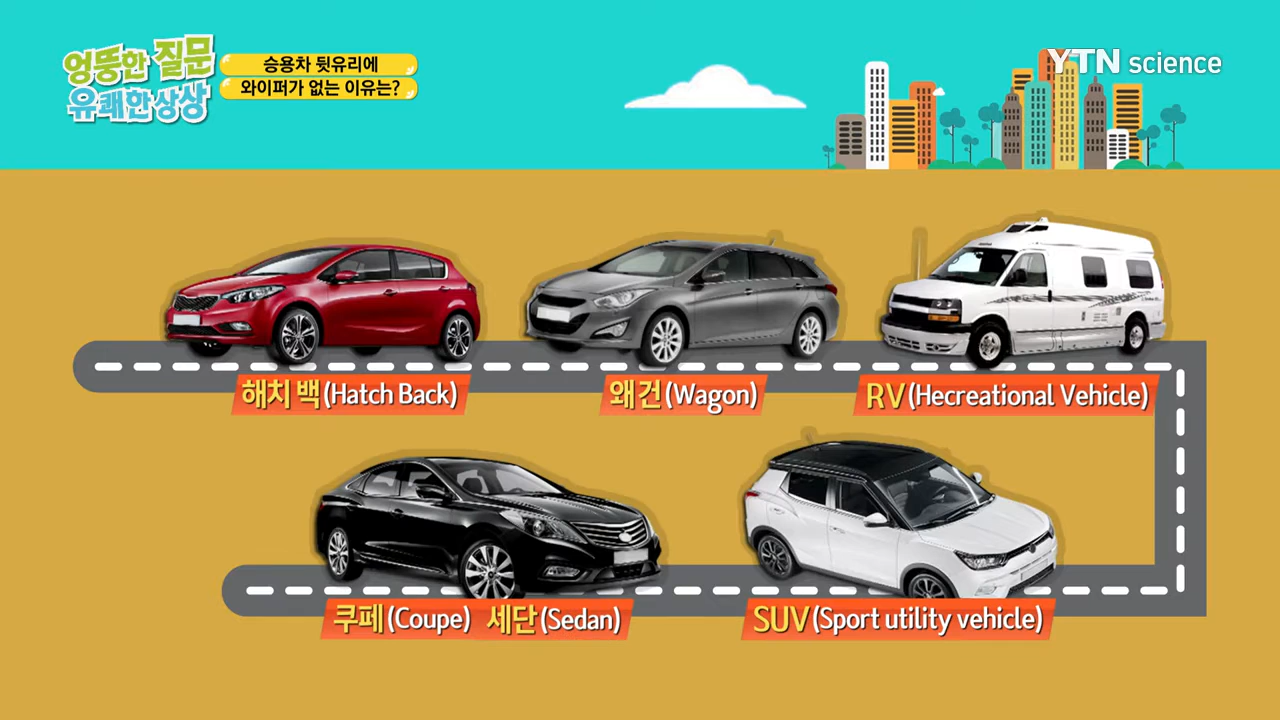 엉뚱한 질문
유쾌한상상
승용차 뒷유리에
와이퍼가 없는 이유는?
YTN science
해치 백(Hatch Back)
왜건(Wagon)
RV(Hecreational Vehicle)
쿠페(Coupe) 세단(Sedan)
SUV(Sport utility vehicle)